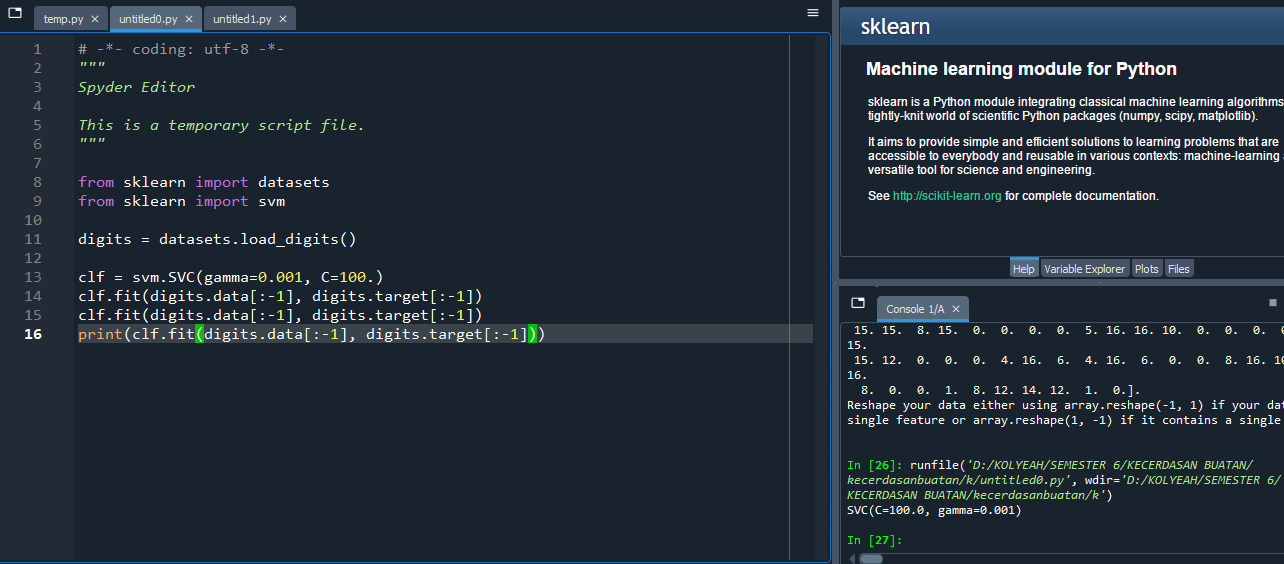 temp.py × untitled0.py × untitled1.py ×
1 # -*- coding: utf-8 -*-
2 """
3 Spyder Editor
4
5 This is a temporary script file.
6 """
7
8 from sklearn import datasets
9 from sklearn import svm
10
11 digits = datasets.load_digits()
12
13 clf = svm.SVC(gamma=0.001, C=100.)
14 clf.fit(digits.data[:-1], digits.target[:-1])
15 clf.fit(digits.data[:-1], digits.target[:-1])
16 print(clf.fit(digits.data[:-1], digits.target[:-1]))
sklearn
Machine learning module for Python
sklearn is a Python module integrating classical machine learning algorithms
tightly-knit world of scientific Python packages (numpy, scipy, matplotlib).
It aims to provide simple and efficient solutions to learning problems that are
accessible to everybody and reusable in various contexts: machine-learning
versatile tool for science and engineering.
See http://scikit-learn.org for complete documentation.
Help Variable Explorer Plots Files
Console 1/A ×
15. 15. 8. 15. 0. 0. 0. 0. 5. 16. 16. 10. 0. 0. 0.
15.
15. 12. 0. 0. 0. 4. 16. 6. 4. 16. 6. 0. 0. 8. 16.
16.
8. 0. 0. 1. 8. 12. 14. 12. 1. 0.].
Reshape your data either using array.reshape(-1, 1) if your
single feature or array.reshape(1, -1) if it contains a single
In [26]: runfile('D:/KOLYEAH/SEMESTER 6/KECERDASAN BUATAN/
kecerdasanbuatan/k/untitled0.py', wdir='D:/KOLYEAH/SEMESTER 6/
KECERDASAN BUATAN/kecerdasanbuatan/k')
SVC(C=100.0, gamma=0.001)
In [27]: